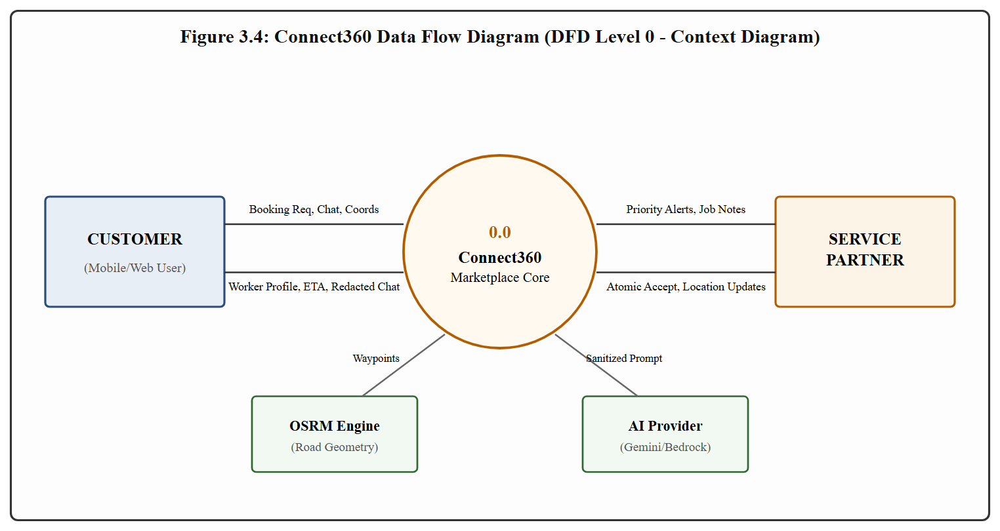 Figure 3.4: Connect360 Data Flow Diagram (DFD Level 0 - Context Diagram)
CUSTOMER
(Mobile/Web User)
Booking Req, Chat, Coords
Worker Profile, ETA, Redacted Chat
0.0
Connect360
Marketplace Core
Priority Alerts, Job Notes
Atomic Accept, Location Updates
SERVICE
PARTNER
Waypoints
Sanitized Prompt
OSRM Engine
(Road Geometry)
AI Provider
(Gemini/Bedrock)